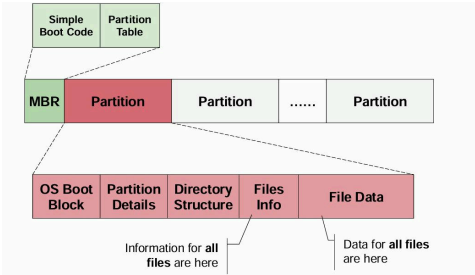 Simple Partition
Boot Code Table
MBR Partition Partition ...... Partition
OS Boot Partition Directory Files File Data
Block Details Structure Info
Information for all Data for all files
files are here are here